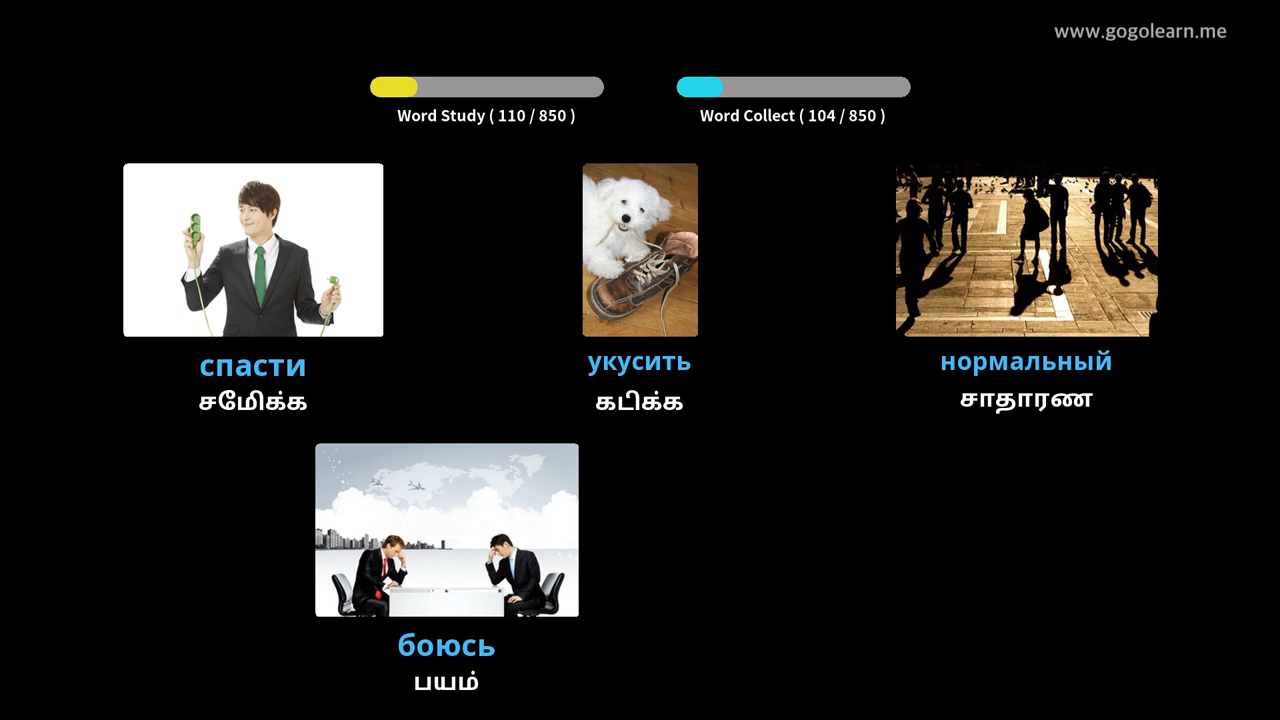 www.gogolearn.me
Word Study ( 110 / 850 )
Word Collect ( 104 / 850 )
спасти
சமேிக்க
укусить
கடிக்க
нормальный
சாதாரண
боюсь
பயம்